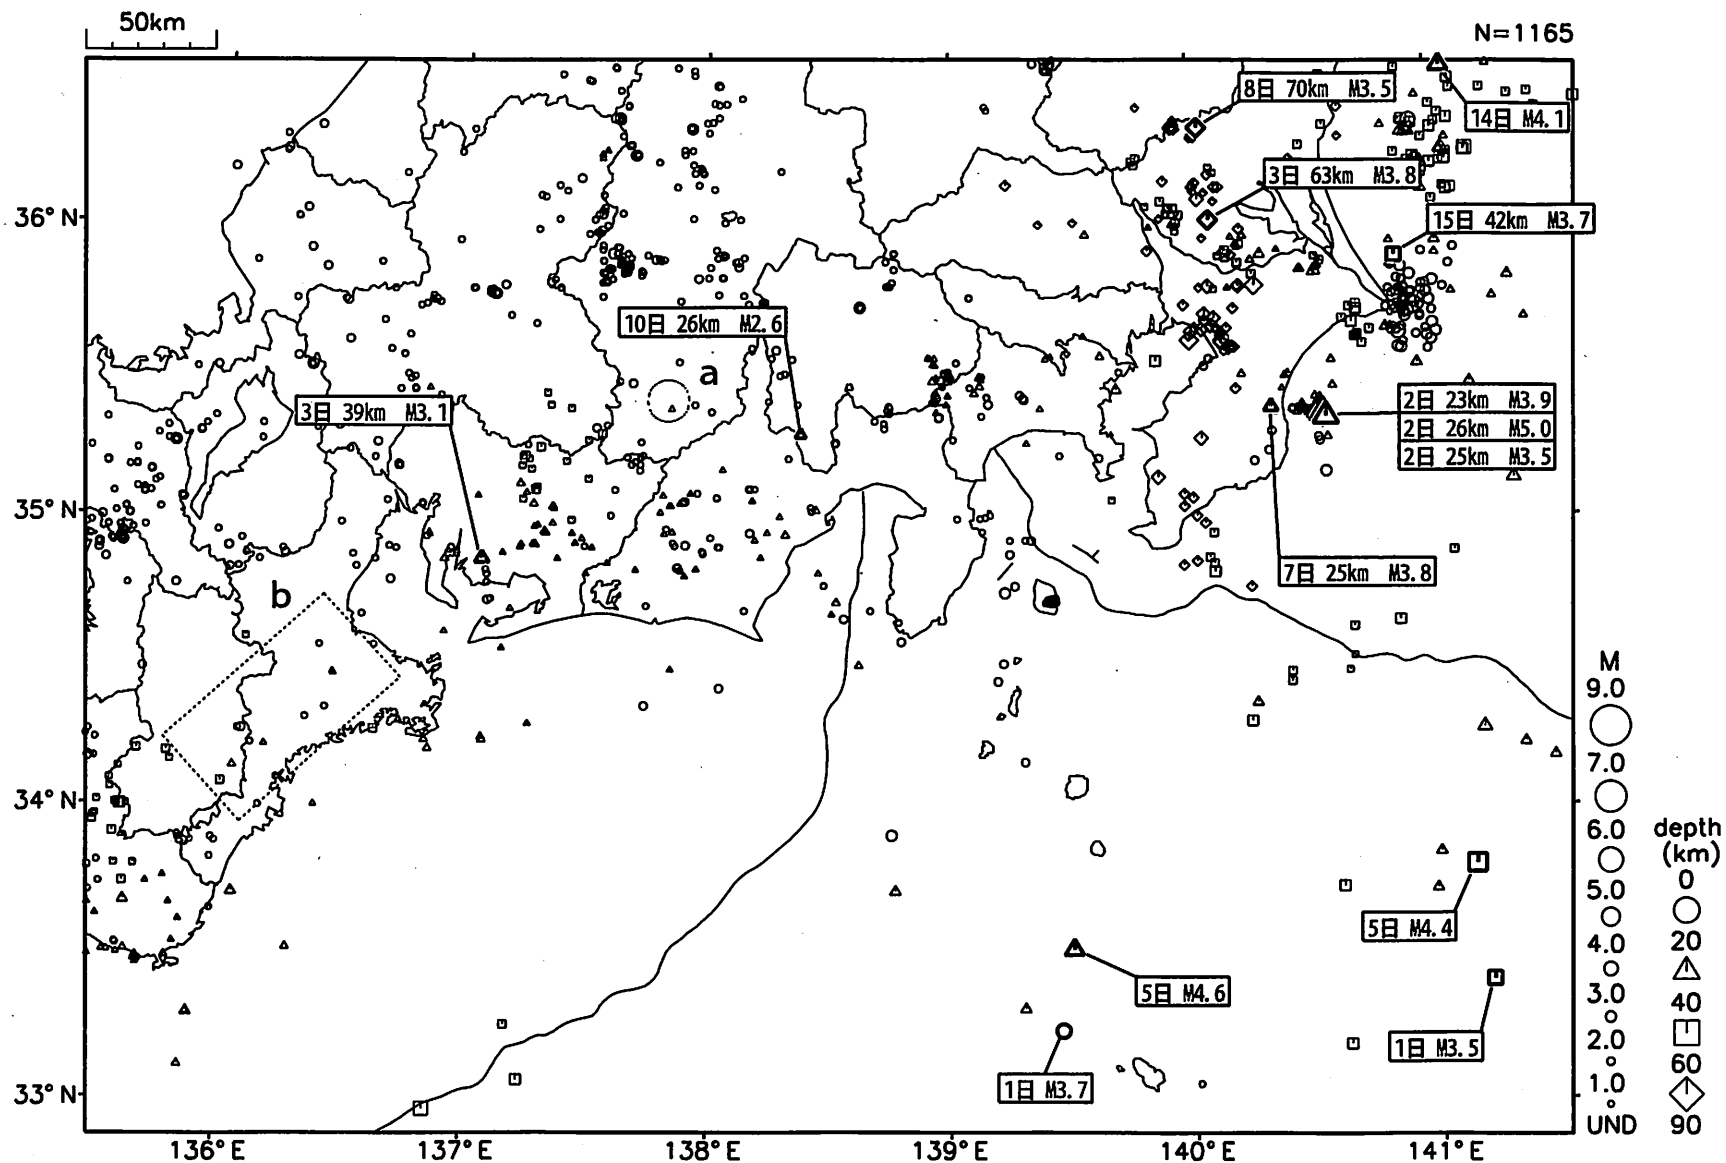 50km
N=1165
8日 70km M3.5
14日 M4.1
3日 63km M3.8
36°N
15日 42km M3.7
10日 26km M2.6
a
3日 39km M3.1
2日 23km M3.9
2日 26km M5.0
2日 25km M3.5
35°N
7日 25km M3.8
b
M
9.0
7.0
6.0
5.0
4.0
3.0
2.0
1.0
UND
depth
(km)
0
20
40
60
90
34°N
5日 M4.4
5日 M4.6
1日 M3.5
1日 M3.7
33°N
136°E
137°E
138°E
139°E
140°E
141°E